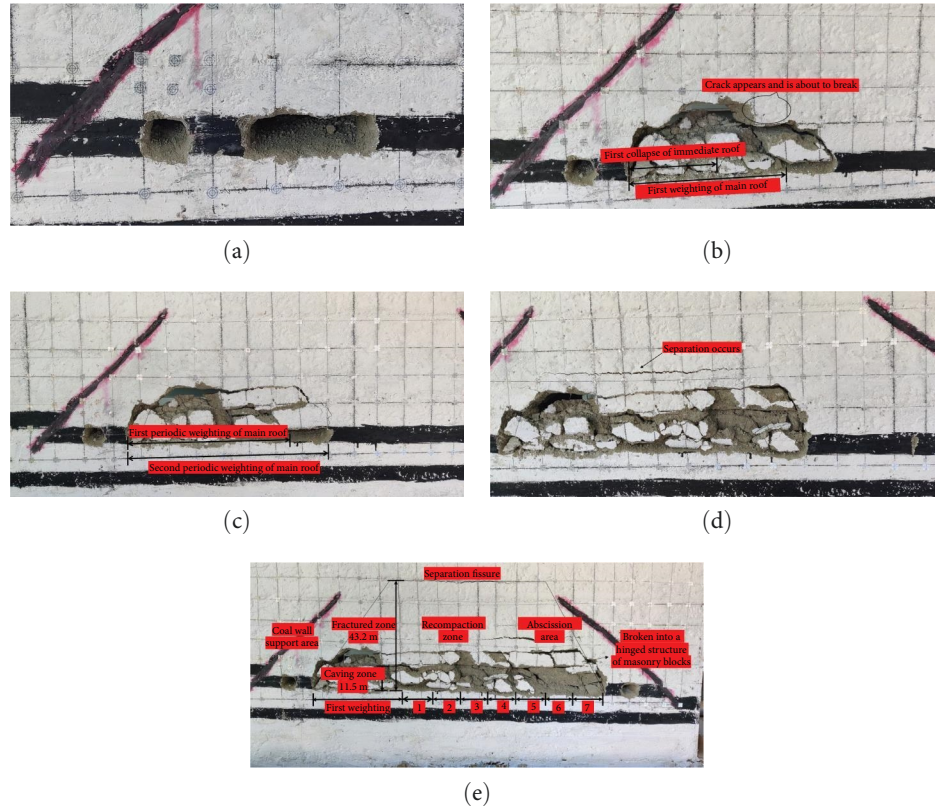 (a)
Crack appears and is about to break
First collapse of immediate roof
First weighting of main roof
(b)
First periodic weighting of main roof
Second periodic weighting of main roof
(c)
Separation occurs
(d)
Separation fissure
Coal wall
support area
Fractured zone
43.2 m
Recompaction
zone
Abscission
area
Broken into a
hinged structure
of masonry blocks
Caving zone
11.5 m
First weighting
1
2
3
4
5
6
7
(e)